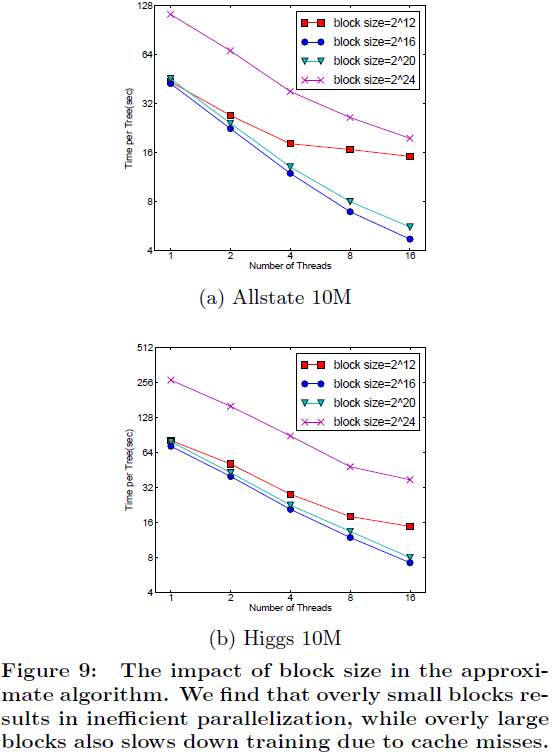 128
64
32
16
8
4
Time per Tree(sec)
block size=2^12
block size=2^16
block size=2^20
block size=2^24
1 2 4 8 16
Number of Threads
(a) Allstate 10M
512
256
128
64
32
16
8
4
Time per Tree(sec)
block size=2^12
block size=2^16
block size=2^20
block size=2^24
1 2 4 8 16
Number of Threads
(b) Higgs 10M
Figure 9: The impact of block size in the approxi-
mate algorithm. We find that overly small blocks re-
sults in inefficient parallelization, while overly large
blocks also slows down training due to cache misses.